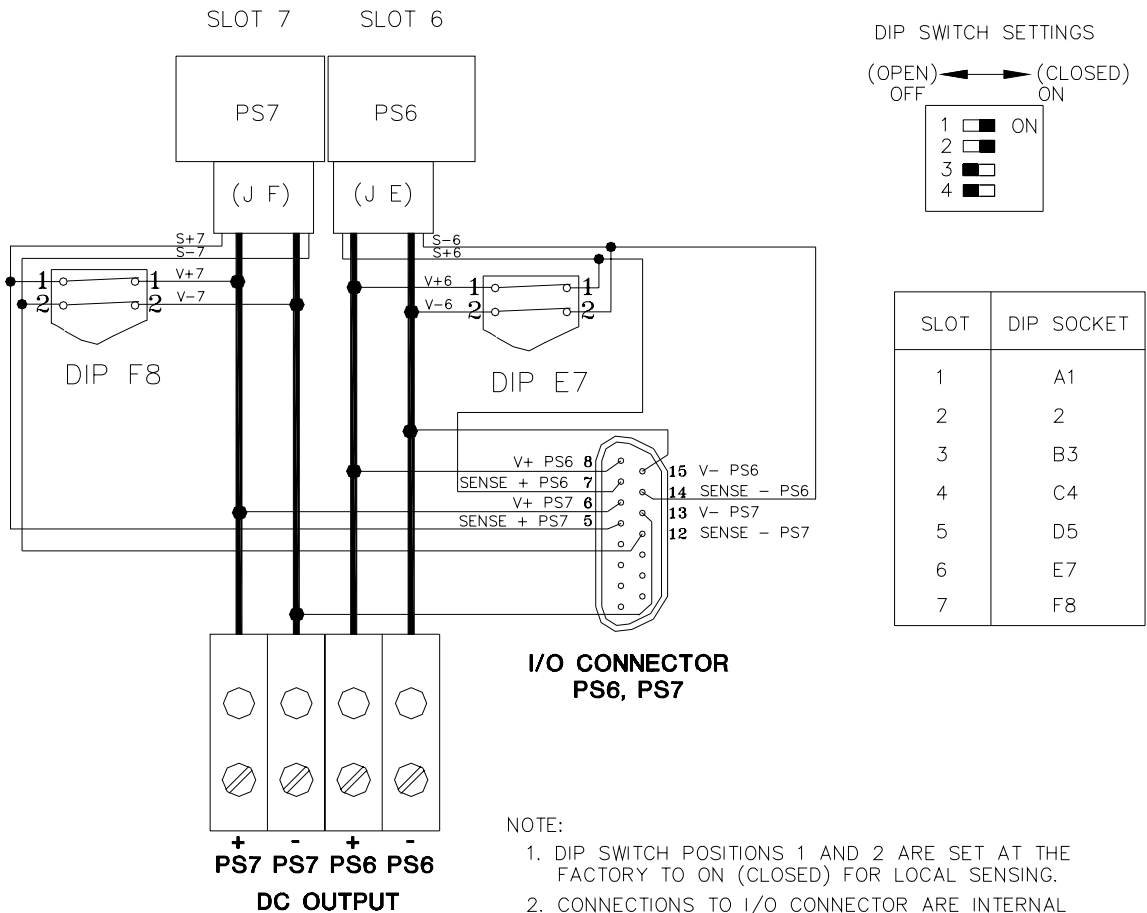 SLOT 7
SLOT 6
PS7
PS6
(J F)
(J E)
S+7
S-7
V+7
V-7
1
1
2
2
DIP F8
S-6
S+6
V+6
V-6
1
1
2
2
DIP E7
V+ PS6 8
SENSE + PS6 7
V+ PS7 6
SENSE + PS7 5
15 V- PS6
14 SENSE - PS6
13 V- PS7
12 SENSE - PS7
I/O CONNECTOR
PS6, PS7
+ - + -
PS7 PS7 PS6 PS6
DC OUTPUT
DIP SWITCH SETTINGS
(OPEN) (CLOSED)
OFF ON
1 ON
2
3
4
SLOT DIP SOCKET
1 A1
2 2
3 B3
4 C4
5 D5
6 E7
7 F8
NOTE:
1. DIP SWITCH POSITIONS 1 AND 2 ARE SET AT THE
FACTORY TO ON (CLOSED) FOR LOCAL SENSING.
2. CONNECTIONS TO I/O CONNECTOR ARE INTERNAL